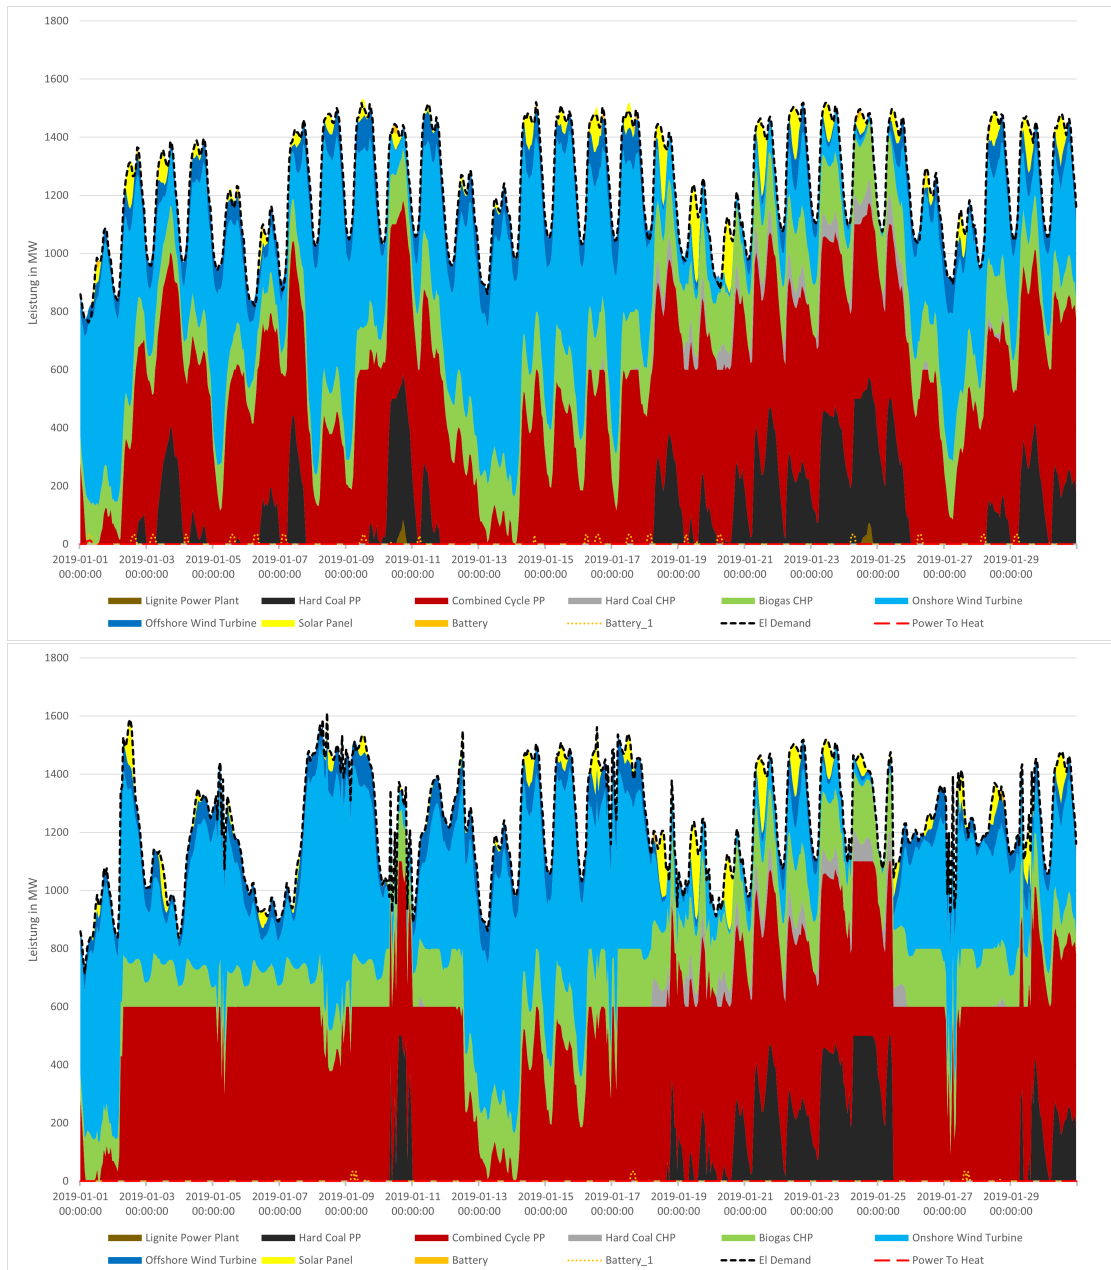 1800
1600
1400
1200
1000
800
600
400
200
0
Leistung in MW
2019-01-01 2019-01-03 2019-01-05 2019-01-07 2019-01-09 2019-01-11 2019-01-13 2019-01-15 2019-01-17 2019-01-19 2019-01-21 2019-01-23 2019-01-25 2019-01-27 2019-01-29
00:00:00 00:00:00 00:00:00 00:00:00 00:00:00 00:00:00 00:00:00 00:00:00 00:00:00 00:00:00 00:00:00 00:00:00 00:00:00 00:00:00 00:00:00
Lignite Power Plant Hard Coal PP Combined Cycle PP Hard Coal CHP Biogas CHP Onshore Wind Turbine
Offshore Wind Turbine Solar Panel Battery Battery_1 El Demand Power To Heat
1800
1600
1400
1200
1000
800
600
400
200
0
Leistung in MW
2019-01-01 2019-01-03 2019-01-05 2019-01-07 2019-01-09 2019-01-11 2019-01-13 2019-01-15 2019-01-17 2019-01-19 2019-01-21 2019-01-23 2019-01-25 2019-01-27 2019-01-29
00:00:00 00:00:00 00:00:00 00:00:00 00:00:00 00:00:00 00:00:00 00:00:00 00:00:00 00:00:00 00:00:00 00:00:00 00:00:00 00:00:00 00:00:00
Lignite Power Plant Hard Coal PP Combined Cycle PP Hard Coal CHP Biogas CHP Onshore Wind Turbine
Offshore Wind Turbine Solar Panel Battery Battery_1 El Demand Power To Heat